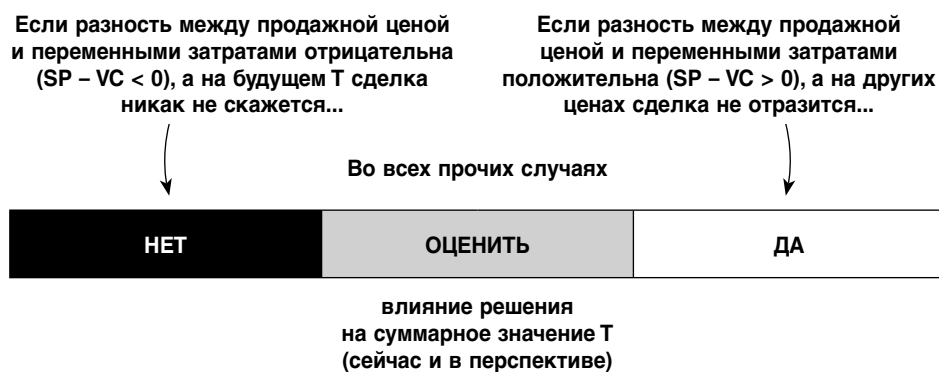 Если разность между продажной ценой
и переменными затратами отрицательна
(SP – VC < 0), а на будущем T сделка
никак не скажется...
Если разность между продажной
ценой и переменными затратами
положительна (SP – VC > 0), а на других
ценах сделка не отразится...
Во всех прочих случаях
НЕТ
ОЦЕНИТЬ
ДА
влияние решения
на суммарное значение T
(сейчас и в перспективе)